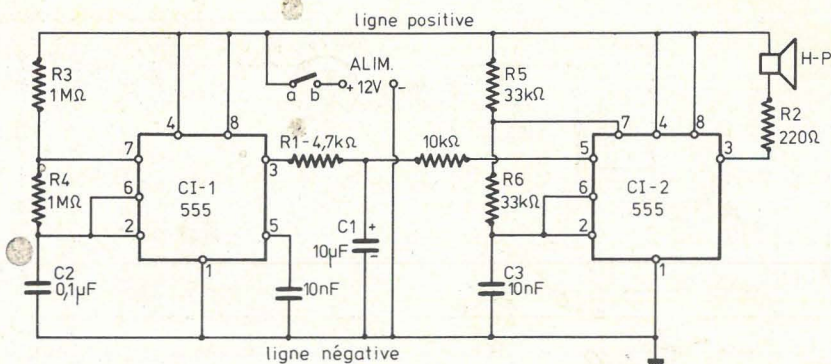 ligne positive
R3
1MΩ
R4
1MΩ
C2
0,1µF
4
8
7
6
2
3
5
1
CI-1
555
10nF
ALIM.
a
b
+ 12V -
R1-4,7kΩ
C1
+
10µF
-
10kΩ
R5
33kΩ
R6
33kΩ
C3
10nF
7
4
8
5
6
2
3
1
CI-2
555
H-P
R2
220Ω
ligne négative